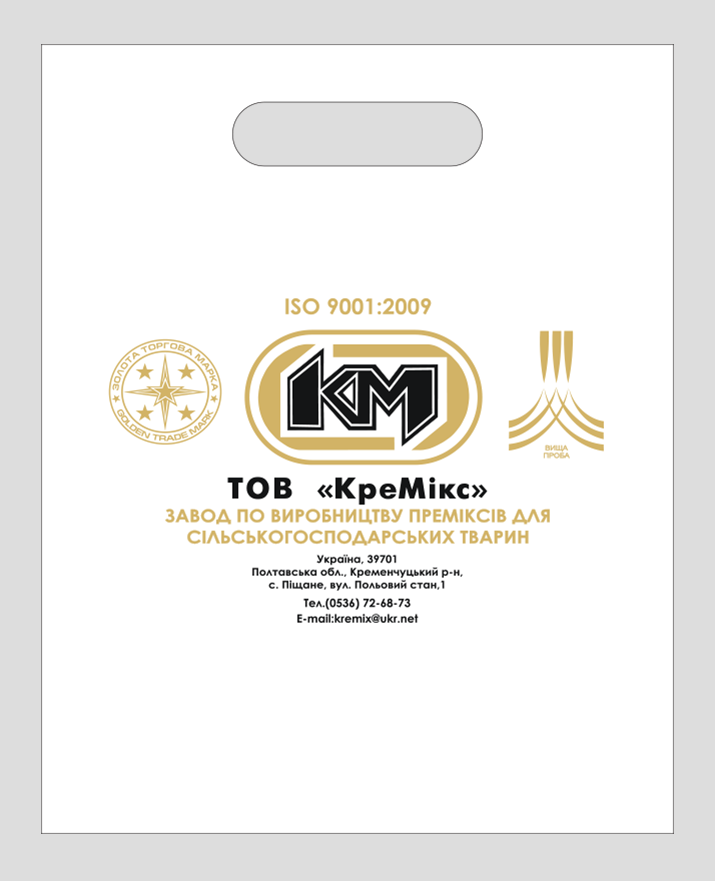 ISO 9001:2009
ЗОЛОТА ТОРГОВА МАРКА
GOLDEN TRADE MARK
КМ
ВИЩА
ПРОБА
ТОВ «КреМікс»
ЗАВОД ПО ВИРОБНИЦТВУ ПРЕМІКСІВ ДЛЯ
СІЛЬСЬКОГОСПОДАРСЬКИХ ТВАРИН
Україна, 39701
Полтавська обл., Кременчуцький р-н,
с. Піщане, вул. Польовий стан,1
Тел.(0536) 72-68-73
E-mail:kremix@ukr.net